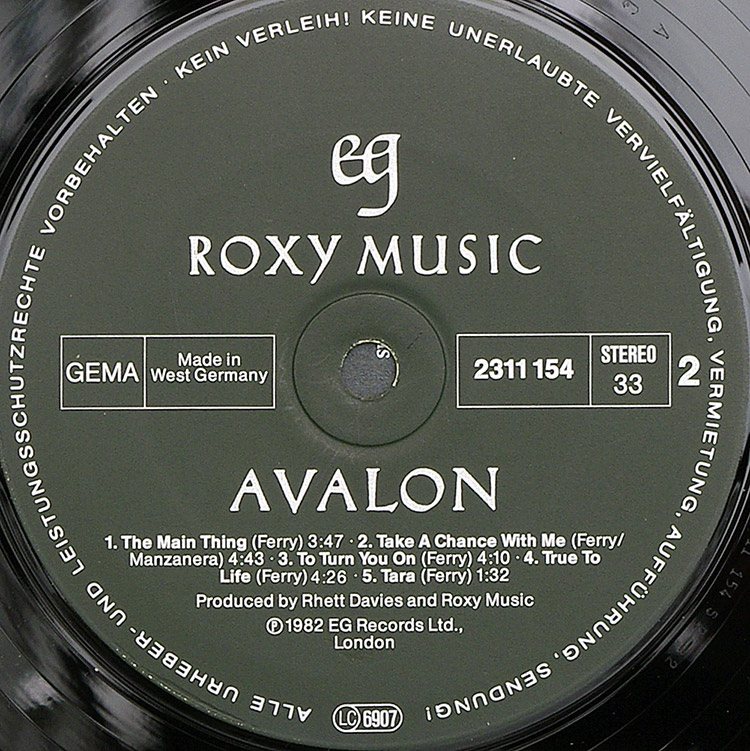 ALLE URHEBER- UND LEISTUNGSSCHUTZRECHTE VORBEHALTEN · KEIN VERLEIH! KEINE UNERLAUBTE VERVIELFÄLTIGUNG, VERMIETUNG, AUFFÜHRUNG, SENDUNG!
eg
ROXY MUSIC
GEMA
Made in
West Germany
2311 154
STEREO
33
2
AVALON
1. The Main Thing (Ferry) 3:47 · 2. Take A Chance With Me (Ferry/
Manzanera) 4:43 · 3. To Turn You On (Ferry) 4:10 · 4. True To
Life (Ferry) 4:26 · 5. Tara (Ferry) 1:32
Produced by Rhett Davies and Roxy Music
℗ 1982 EG Records Ltd.,
London
LC 6907